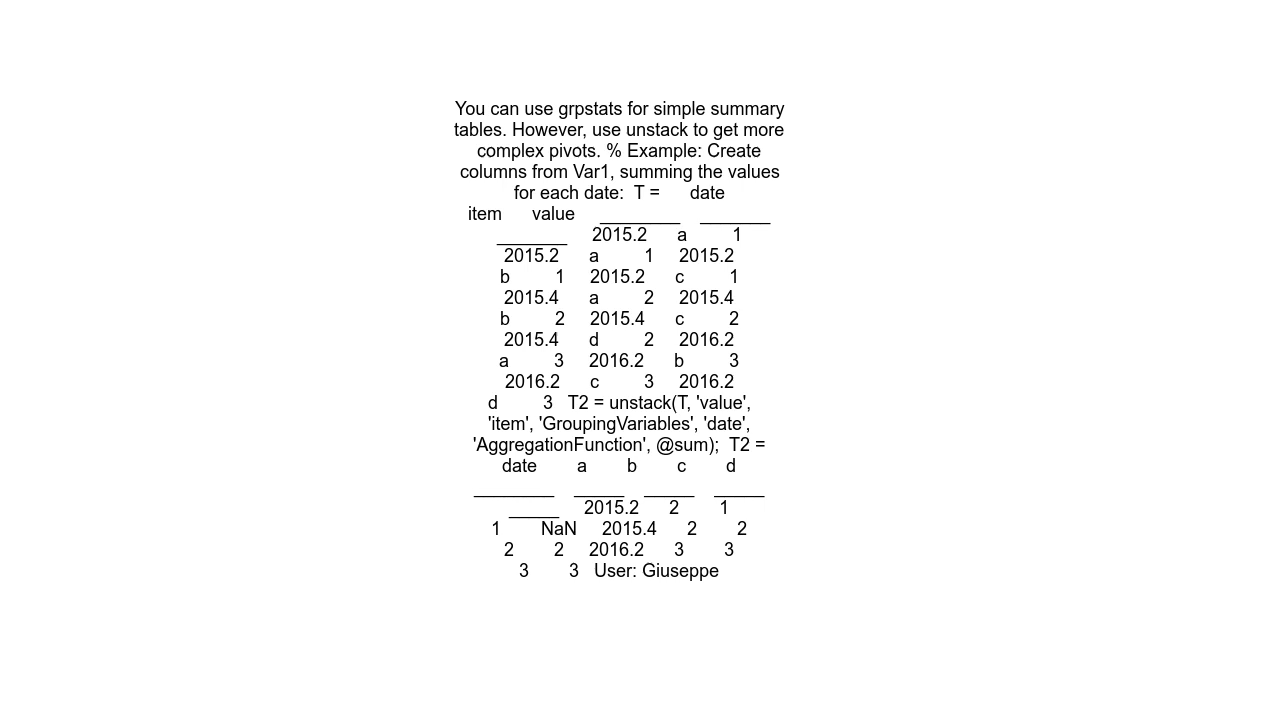 You can use grpstats for simple summary
tables. However, use unstack to get more
complex pivots. % Example: Create
columns from Var1, summing the values
for each date:  T =      date
item      value     ________    _______
_______     2015.2      a         1
2015.2      a         1     2015.2
b         1     2015.2      c         1
2015.4      a         2     2015.4
b         2     2015.4      c         2
2015.4      d         2     2016.2
a         3     2016.2      b         3
2016.2      c         3     2016.2
d         3   T2 = unstack(T, 'value',
'item', 'GroupingVariables', 'date',
'AggregationFunction', @sum);  T2 =
date        a        b        c        d
________    _____    _____    _____
_____     2015.2      2        1
1        NaN     2015.4      2        2
2        2     2016.2      3        3
3        3   User: Giuseppe